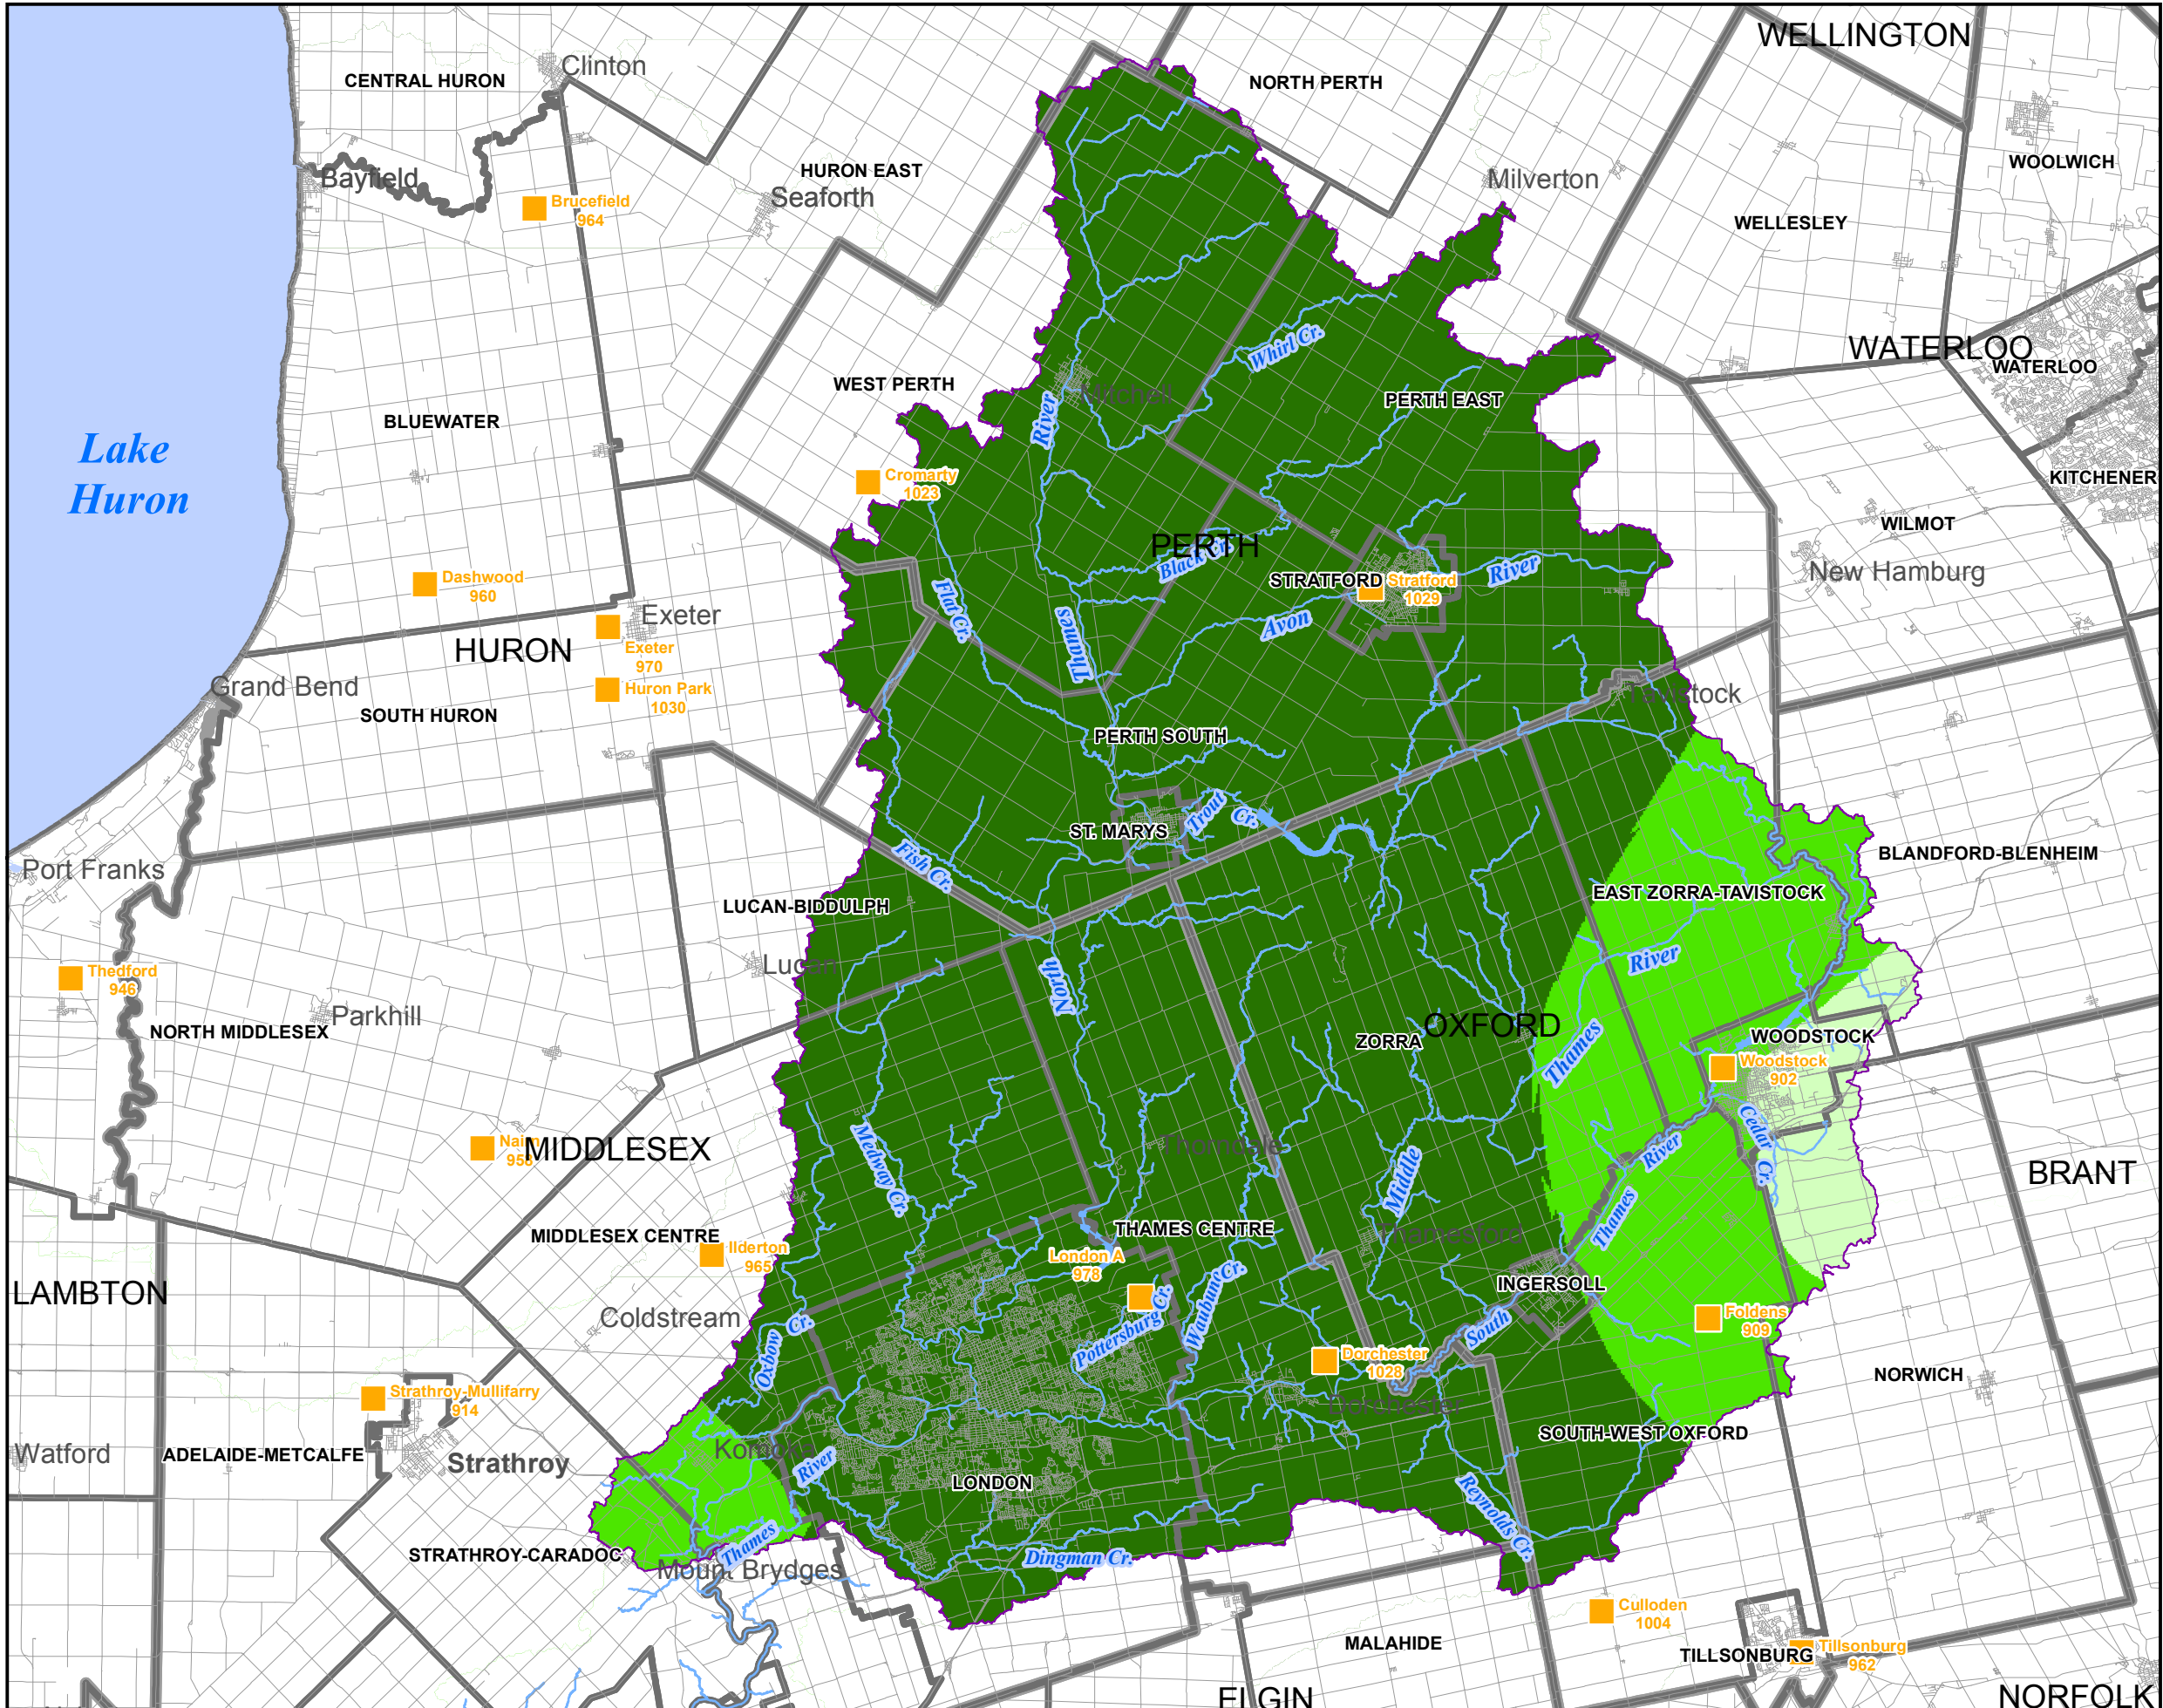 WELLINGTON
Clinton
CENTRAL HURON
NORTH PERTH
WOOLWICH
HURON EAST
Bayfield
Seaforth
Milverton
Brucefield
964
WELLESLEY
WATERLOO
WATERLOO
Whirl Cr.
WEST PERTH
Mitchell
PERTH EAST
River
BLUEWATER
Lake
Huron
Cromarty
1023
KITCHENER
WILMOT
PERTH
Black Cr.
New Hamburg
STRATFORD
Stratford
1029
River
Dashwood
960
Flat Cr.
Thames
Avon
Exeter
Exeter
970
HURON
Grand Bend
Huron Park
1030
SOUTH HURON
Tavistock
PERTH SOUTH
Trout
Cr.
ST. MARYS
Fish Cr.
Port Franks
BLANDFORD-BLENHEIM
EAST ZORRA-TAVISTOCK
LUCAN-BIDDULPH
Lucan
River
Thedford
946
North
Parkhill
NORTH MIDDLESEX
OXFORD
ZORRA
WOODSTOCK
Thames
Woodstock
902
Nairn
MIDDLESEX
Medway Cr.
Thorndale
Cedar
Cr.
River
Middle
BRANT
Thames
THAMES CENTRE
MIDDLESEX CENTRE
Ilderton
965
London A
978
Thamesford
INGERSOLL
LAMBTON
Coldstream
Oxbow
Cr.
Pottersburg Cr.
Waubuno Cr.
South
Foldens
909
Dorchester
1028
NORWICH
Strathroy-Mullifarry
914
Dorchester
SOUTH-WEST OXFORD
Watford
ADELAIDE-METCALFE
Strathroy
Komoka
River
LONDON
Reynolds Cr.
STRATHROY-CARADOC
Thames
Mount Brydges
Dingman Cr.
Culloden
1004
MALAHIDE
TILLSONBURG
Tillsonburg
962
ELGIN
NORFOLK